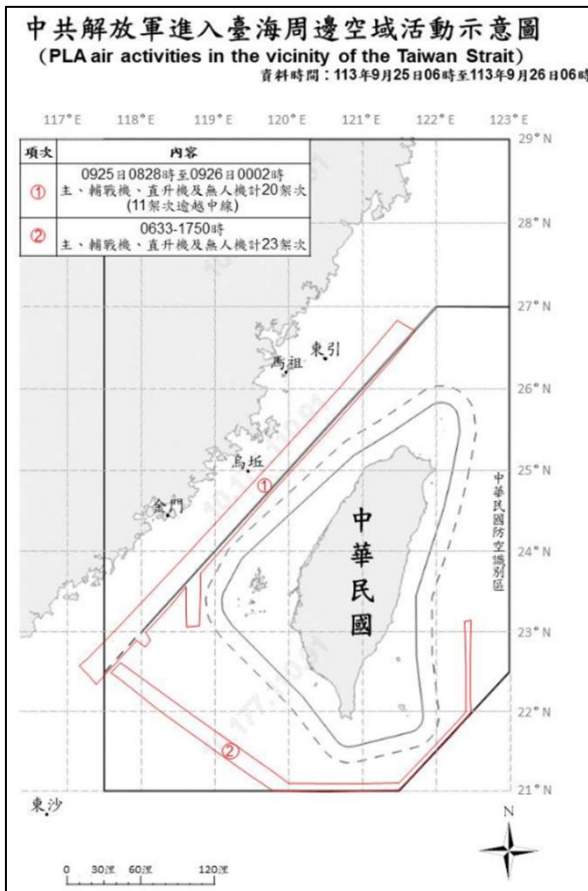 中共解放軍進入臺海周邊空域活動示意圖
(PLA air activities in the vicinity of the Taiwan Strait)
資料時間：113年9月25日06時至113年9月26日06時
117°E 118°E 119°E 120°E 121°E 122°E 123°E
項次 內容
① 0925日0828時至0926日0002時
主、輔戰機、直升機及無人機計20架次
(11架次逾越中線)
② 0633-1750時
主、輔戰機、直升機及無人機計23架次
29°N
28°N
27°N
東引
馬祖
26°N
烏坵
25°N
①
金門
中華民國
中華民國防空識別區
24°N
23°N
22°N
②
21°N
東沙
N
0 30浬 60浬 120浬